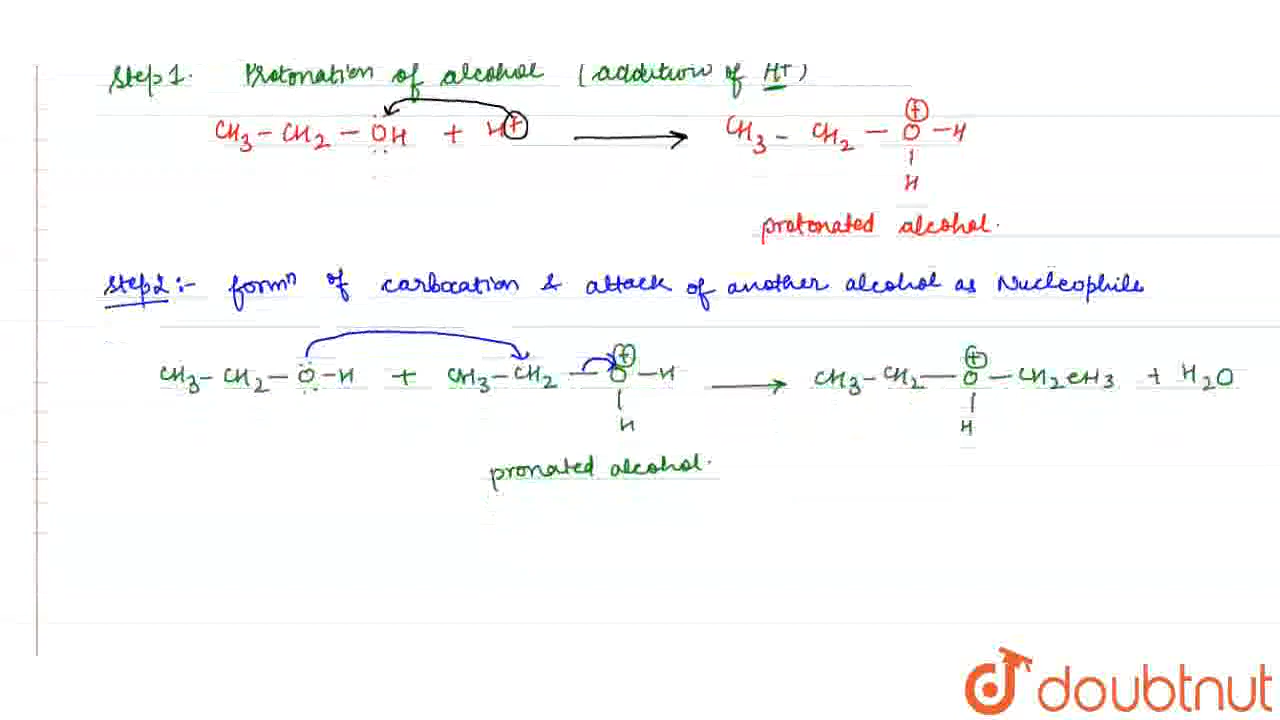 Step 1. Protonation of alcohol (addition of H+)
CH3 - CH2 - OH + H+ ⟶ CH3 - CH2 - O - H
H
protonated alcohol.
Step 2 :- formn of carbocation & attack of another alcohol as Nucleophile
CH3 - CH2 - O - H + CH3 - CH2 - O - H ⟶ CH3 - CH2 - O - CH2CH3 + H2O
H H
pronated alcohol.
doubtnut